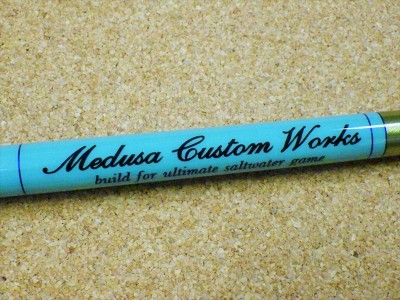 Medusa Custom Works
build for ultimate saltwater game